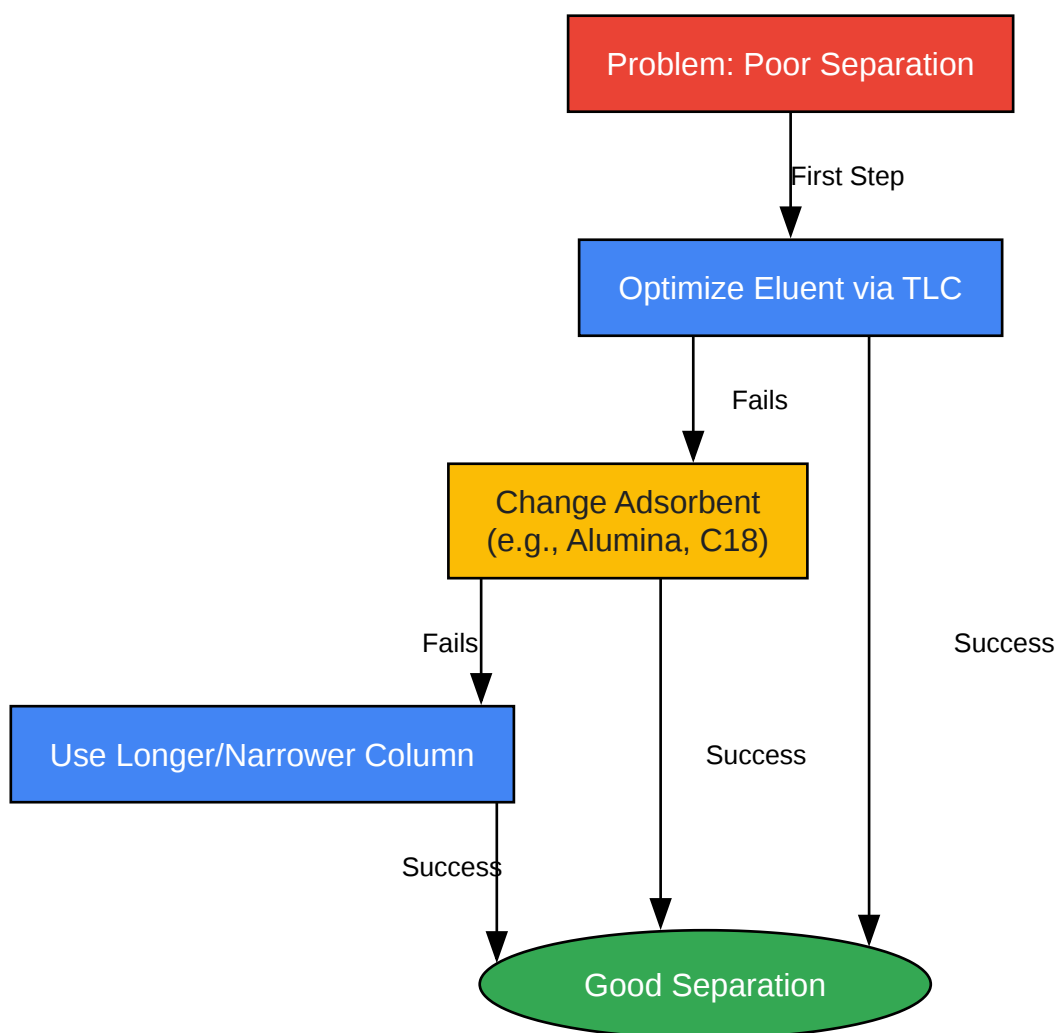 Problem: Poor Separation
First Step
Optimize Eluent via TLC
Fails
Change Adsorbent
(e.g., Alumina, C18)
Fails
Success
Use Longer/Narrower Column
Success
Success
Good Separation